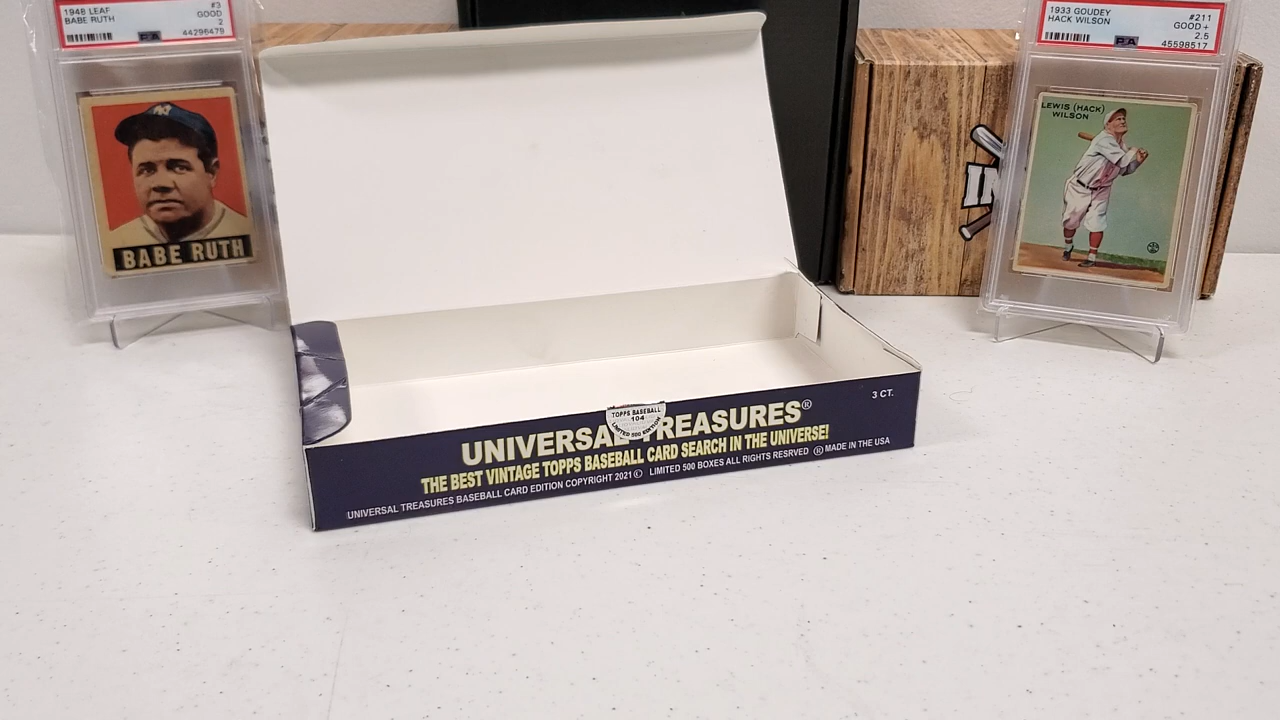 1948 LEAF #3
BABE RUTH GOOD
2
44296479
BABE RUTH
1933 GOUDEY #211
HACK WILSON GOOD +
2.5
45598517
LEWIS (HACK)
WILSON
3 CT.
TOPPS BASEBALL
104
LIMITED 500 EDITION
UNIVERSAL TREASURES®
THE BEST VINTAGE TOPPS BASEBALL CARD SEARCH IN THE UNIVERSE!
UNIVERSAL TREASURES BASEBALL CARD EDITION COPYRIGHT 2021 © LIMITED 500 BOXES ALL RIGHTS RESRVED ® MADE IN THE USA